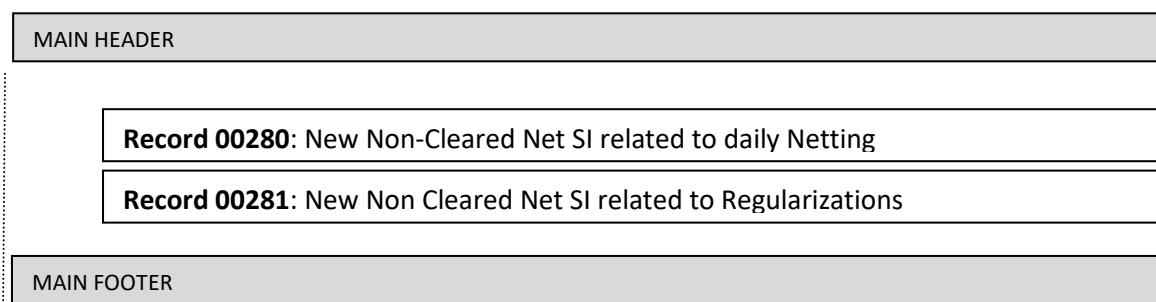 MAIN HEADER
Record 00280: New Non-Cleared Net SI related to daily Netting
Record 00281: New Non Cleared Net SI related to Regularizations
MAIN FOOTER